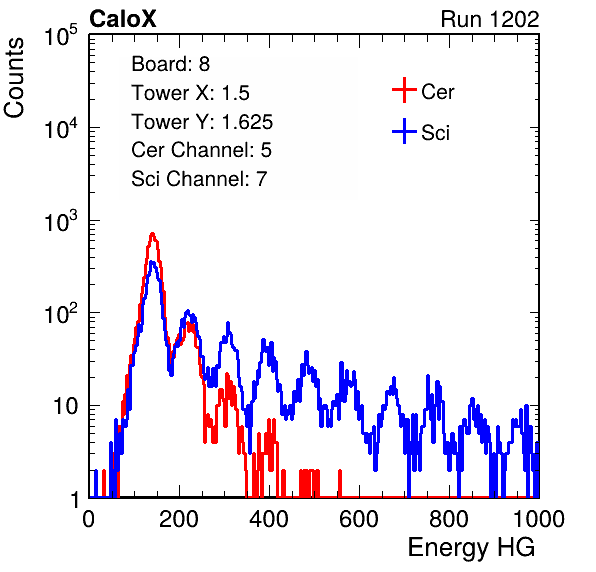 CaloX Run 1202
Counts
10^5
10^4
10^3
10^2
10
1
Board: 8
Tower X: 1.5
Tower Y: 1.625
Cer Channel: 5
Sci Channel: 7
Cer
Sci
0 200 400 600 800 1000
Energy HG